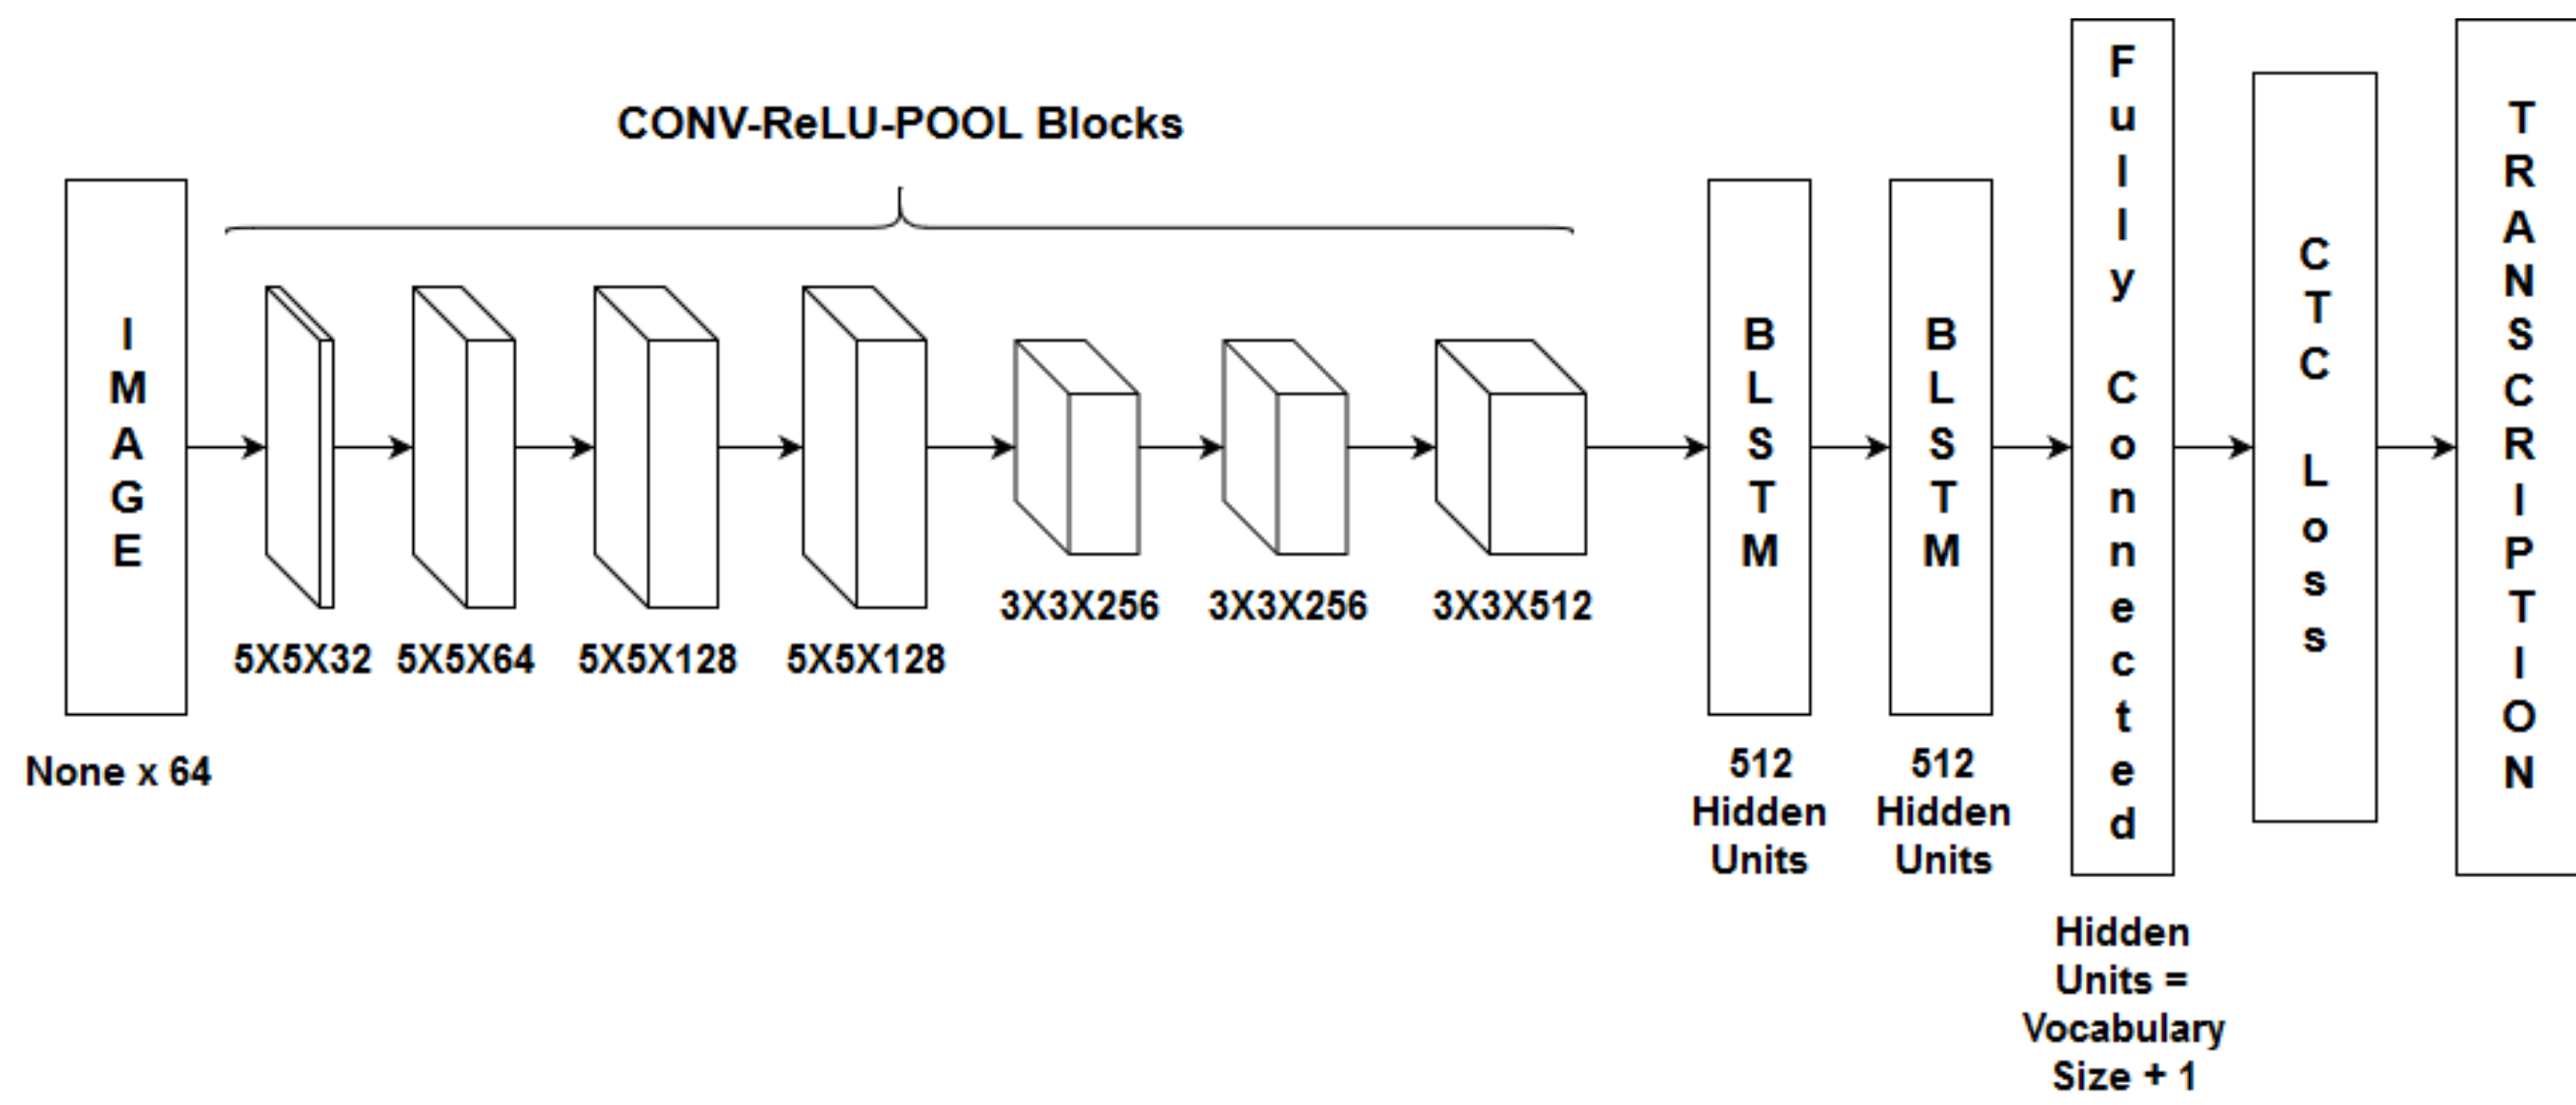 CONV-ReLU-POOL Blocks
IMAGE
None x 64
5X5X32
5X5X64
5X5X128
5X5X128
3X3X256
3X3X256
3X3X512
BLSTM
512
Hidden
Units
BLSTM
512
Hidden
Units
Fully Connected
Hidden
Units =
Vocabulary
Size + 1
CTC Loss
TRANSCRIPTION